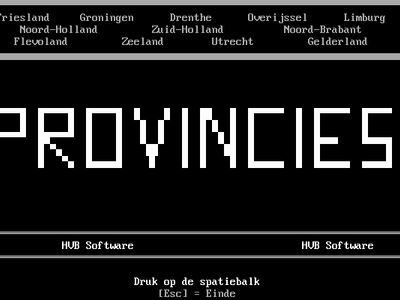 riesland Groningen Drenthe Overijssel Limburg
Noord-Holland Zuid-Holland Noord-Brabant
Flevoland Zeeland Utrecht Gelderland
PROVINCIES
HVB Software HVB Software
Druk op de spatiebalk
[Esc] = Einde